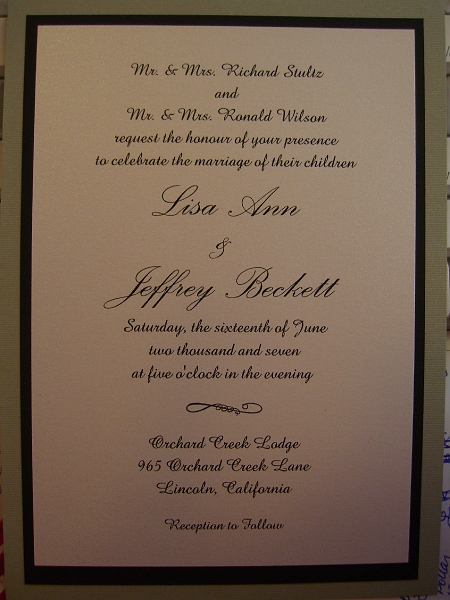 Mr. & Mrs. Richard Stultz
and
Mr. & Mrs. Ronald Wilson
request the honour of your presence
to celebrate the marriage of their children
Lisa Ann
&
Jeffrey Beckett
Saturday, the sixteenth of June
two thousand and seven
at five o'clock in the evening
Orchard Creek Lodge
965 Orchard Creek Lane
Lincoln, California
Reception to Follow